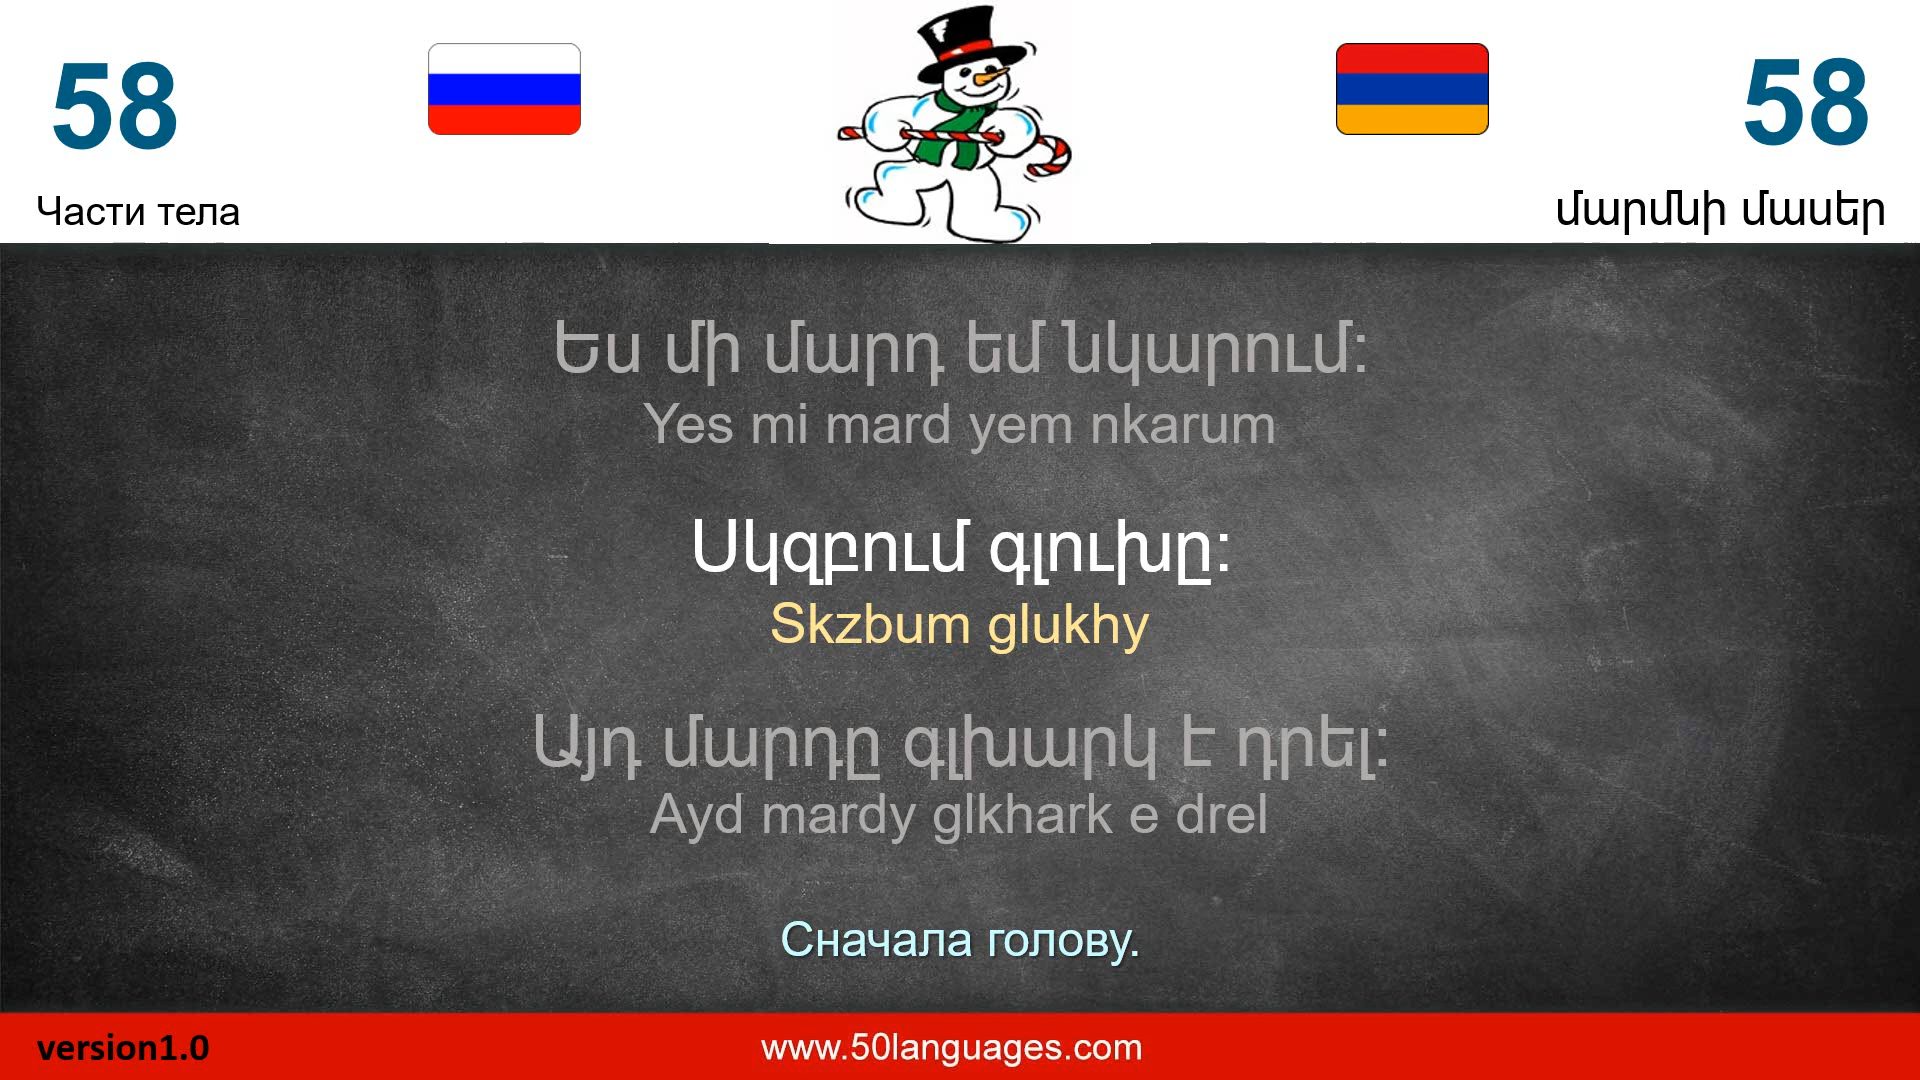 58
58
Части тела
մարմնի մասեր
Ես մի մարդ եմ նկարում:
Yes mi mard yem nkarum
Սկզբում գլուխը:
Skzbum glukhy
Այդ մարդը գլխարկ է դրել:
Ayd mardy glkhark e drel
Сначала голову.
version1.0
www.50languages.com